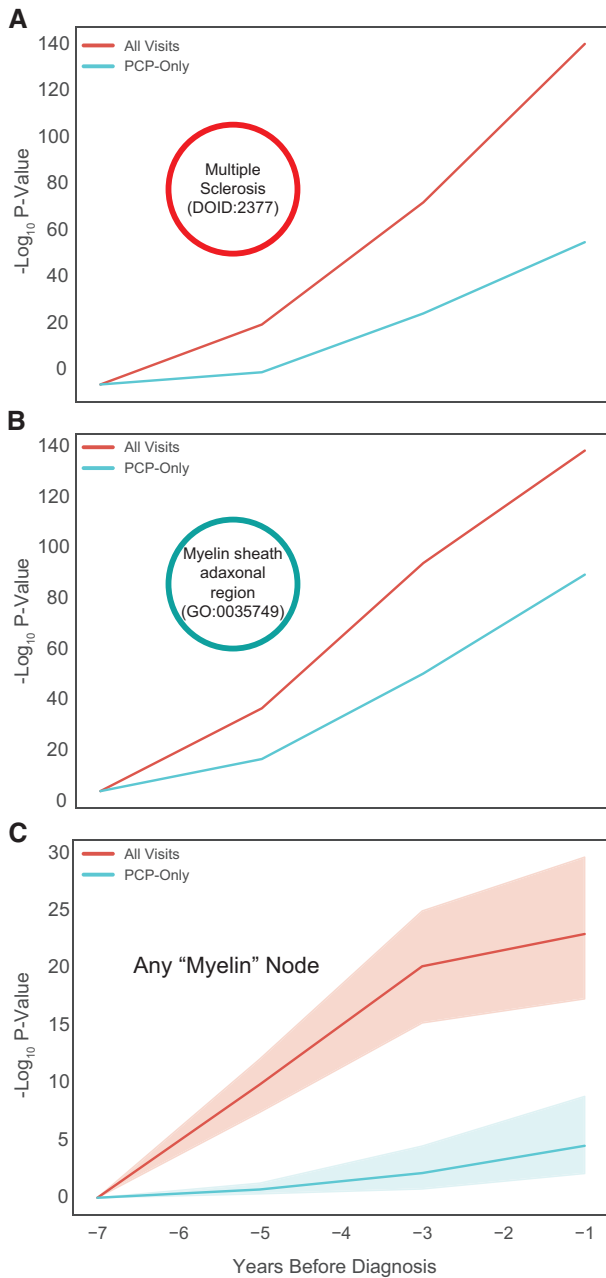 A
All Visits
PCP-Only
140
120
100
80
60
40
20
0
-Log₁₀ P-Value
Multiple
Sclerosis
(DOID:2377)
B
All Visits
PCP-Only
140
120
100
80
60
40
20
0
-Log₁₀ P-Value
Myelin sheath
adaxonal
region
(GO:0035749)
C
All Visits
PCP-Only
30
25
20
15
10
5
0
-Log₁₀ P-Value
Any “Myelin” Node
−7 −6 −5 −4 −3 −2 −1
Years Before Diagnosis